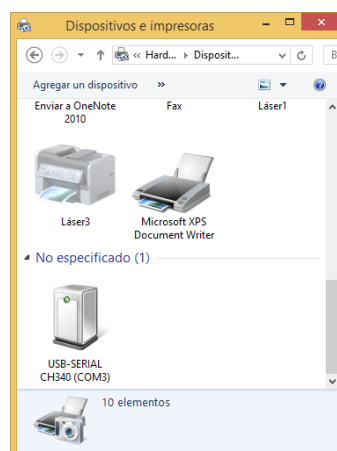 Dispositivos e impresoras
« Hard... ▸ Disposit...
Agregar un dispositivo »
Enviar a OneNote
2010
Fax
Láser1
Láser3
Microsoft XPS
Document Writer
No especificado (1)
USB-SERIAL
CH340 (COM3)
10 elementos